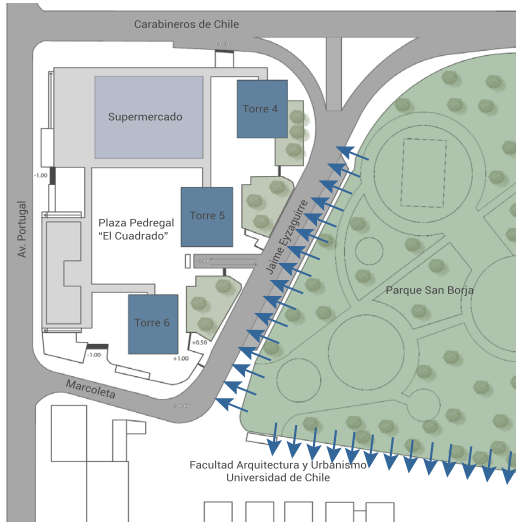 Carabineros de Chile
Torre 4
Supermercado
-1.00
Torre 5
Av. Portugal
Plaza Pedregal
"El Cuadrado"
Jaime Eyzaguirre
Parque San Borja
Torre 6
+0.50
-1.00
+1.00
Marcoleta
Facultad Arquitectura y Urbanismo
Universidad de Chile